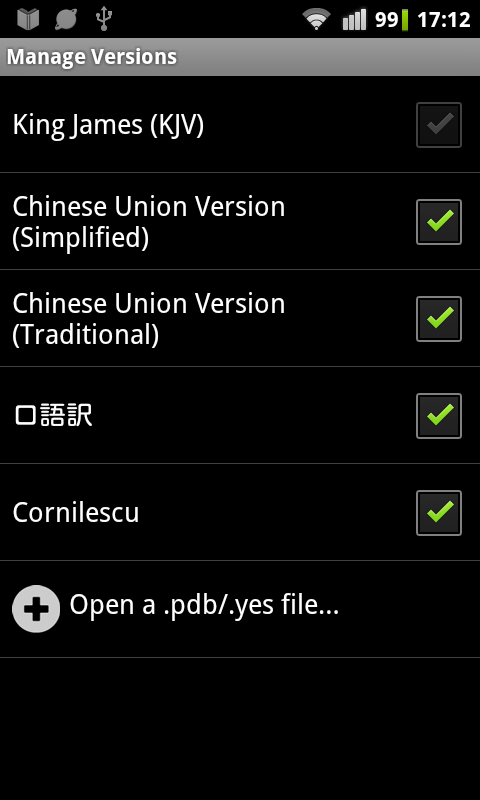 99 17:12
Manage Versions
King James (KJV)
Chinese Union Version
(Simplified)
Chinese Union Version
(Traditional)
口語訳
Cornilescu
Open a .pdb/.yes file...